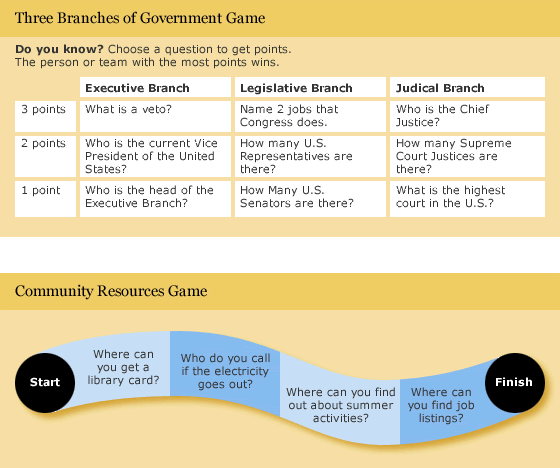 Three Branches of Government Game
Do you know? Choose a question to get points.
The person or team with the most points wins.
Executive Branch
Legislative Branch
Judical Branch
3 points
What is a veto?
Name 2 jobs that
Congress does.
Who is the Chief
Justice?
2 points
Who is the current Vice
President of the United
States?
How many U.S.
Representatives are
there?
How many Supreme
Court Justices are
there?
1 point
Who is the head of the
Executive Branch?
How Many U.S.
Senators are there?
What is the highest
court in the U.S.?
Community Resources Game
Start
Where can
you get a
library card?
Who do you call
if the electricity
goes out?
Where can you find
out about summer
activities?
Where can
you find job
listings?
Finish